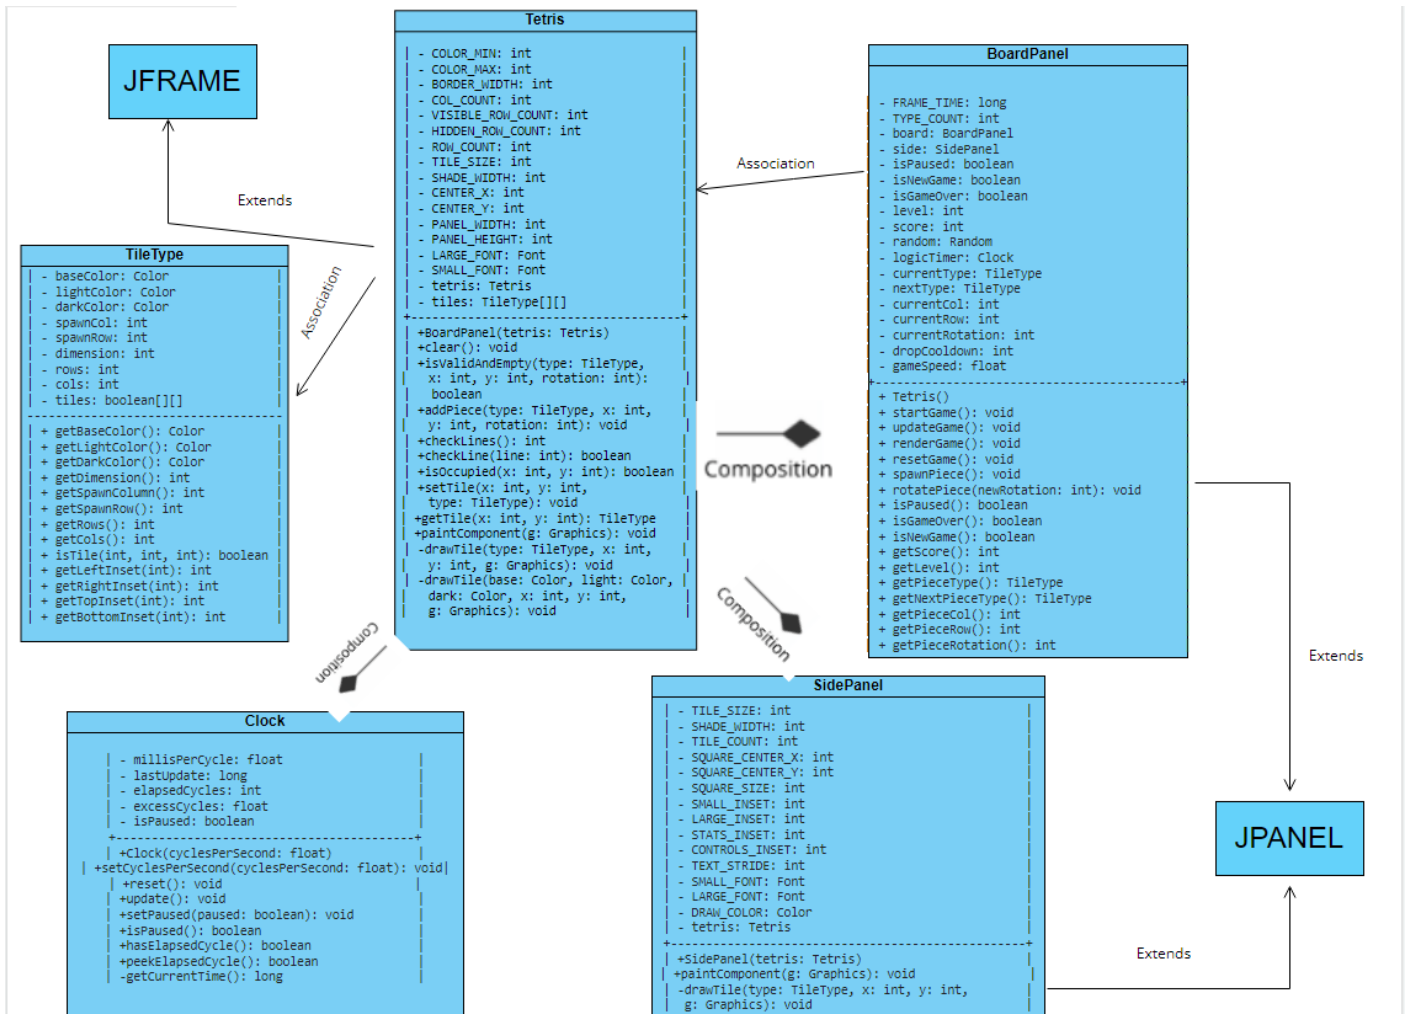 JFRAME
Extends
Association
TileType
- baseColor: Color
- lightColor: Color
- darkColor: Color
- spawnCol: int
- spawnRow: int
- dimension: int
- rows: int
- cols: int
- tiles: boolean[][]
+ getBaseColor(): Color
+ getLightColor(): Color
+ getDarkColor(): Color
+ getDimension(): int
+ getSpawnColumn(): int
+ getSpawnRow(): int
+ getRows(): int
+ getCols(): int
+ isTile(int, int, int): boolean
+ getLeftInset(int): int
+ getRightInset(int): int
+ getTopInset(int): int
+ getBottomInset(int): int
Tetris
- COLOR_MIN: int
- COLOR_MAX: int
- BORDER_WIDTH: int
- COL_COUNT: int
- VISIBLE_ROW_COUNT: int
- HIDDEN_ROW_COUNT: int
- ROW_COUNT: int
- TILE_SIZE: int
- SHADE_WIDTH: int
- CENTER_X: int
- CENTER_Y: int
- PANEL_WIDTH: int
- PANEL_HEIGHT: int
- LARGE_FONT: Font
- SMALL_FONT: Font
- tetris: Tetris
- tiles: TileType[][]
+BoardPanel(tetris: Tetris)
+clear(): void
+isValidAndEmpty(type: TileType,
x: int, y: int, rotation: int):
boolean
+addPiece(type: TileType, x: int,
y: int, rotation: int): void
+checkLines(): int
+checkLine(line: int): boolean
+isOccupied(x: int, y: int): boolean
+setTile(x: int, y: int,
type: TileType): void
+getTile(x: int, y: int): TileType
+paintComponent(g: Graphics): void
-drawTile(type: TileType, x: int,
y: int, g: Graphics): void
-drawTile(base: Color, light: Color,
dark: Color, x: int, y: int,
g: Graphics): void
Association
Composition
Composition
Composition
BoardPanel
- FRAME_TIME: long
- TYPE_COUNT: int
- board: BoardPanel
- side: SidePanel
- isPaused: boolean
- isNewGame: boolean
- isGameOver: boolean
- level: int
- score: int
- random: Random
- logicTimer: Clock
- currentType: TileType
- nextType: TileType
- currentCol: int
- currentRow: int
- currentRotation: int
- dropCooldown: int
- gameSpeed: float
+ Tetris()
+ startGame(): void
+ updateGame(): void
+ renderGame(): void
+ resetGame(): void
+ spawnPiece(): void
+ rotatePiece(newRotation: int): void
+ isPaused(): boolean
+ isGameOver(): boolean
+ isNewGame(): boolean
+ getScore(): int
+ getLevel(): int
+ getPieceType(): TileType
+ getNextPieceType(): TileType
+ getPieceCol(): int
+ getPieceRow(): int
+ getPieceRotation(): int
Extends
Clock
- millisPerCycle: float
- lastUpdate: long
- elapsedCycles: int
- excessCycles: float
- isPaused: boolean
+Clock(cyclesPerSecond: float)
+setCyclesPerSecond(cyclesPerSecond: float): void
+reset(): void
+update(): void
+setPaused(paused: boolean): void
+isPaused(): boolean
+hasElapsedCycle(): boolean
+peekElapsedCycle(): boolean
-getCurrentTime(): long
SidePanel
- TILE_SIZE: int
- SHADE_WIDTH: int
- TILE_COUNT: int
- SQUARE_CENTER_X: int
- SQUARE_CENTER_Y: int
- SQUARE_SIZE: int
- SMALL_INSET: int
- LARGE_INSET: int
- STATS_INSET: int
- CONTROLS_INSET: int
- TEXT_STRIDE: int
- SMALL_FONT: Font
- LARGE_FONT: Font
- DRAW_COLOR: Color
- tetris: Tetris
+SidePanel(tetris: Tetris)
+paintComponent(g: Graphics): void
-drawTile(type: TileType, x: int, y: int,
g: Graphics): void
JPANEL
Extends